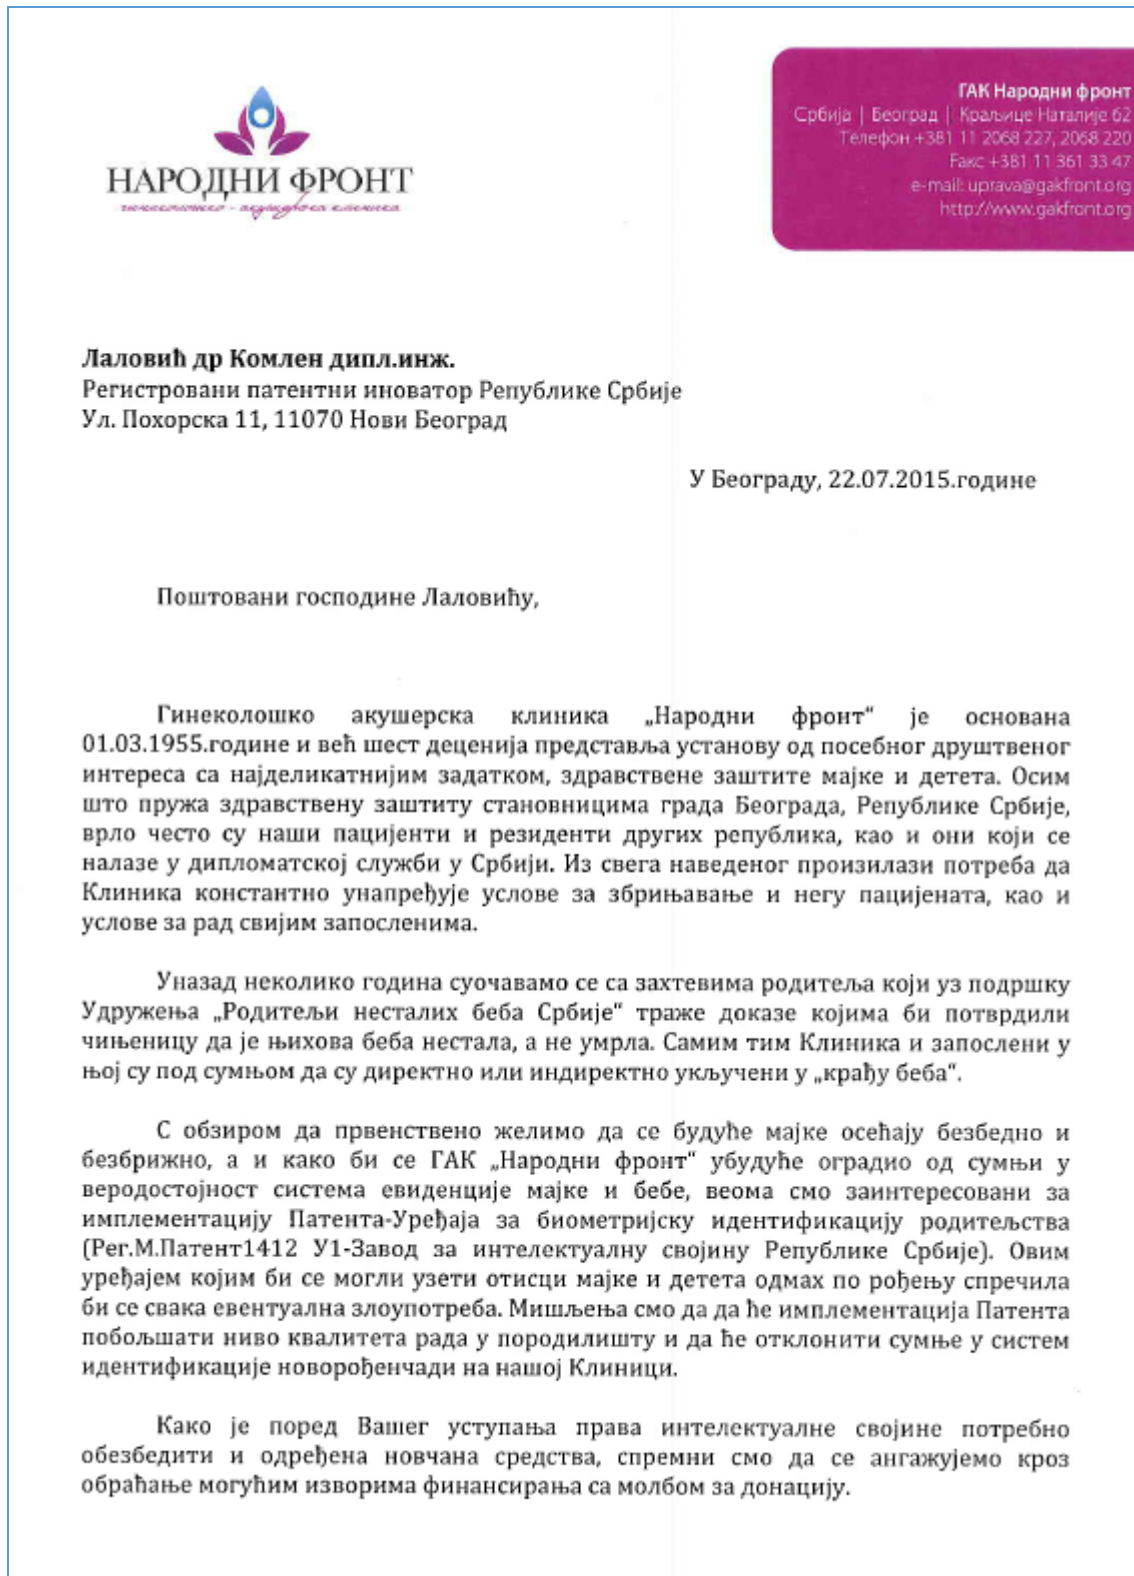 НАРОДНИ ФРОНТ
гинеколошко - акушерска клиника
ГАК Народни фронт
Србија | Београд | Краљице Наталије 62
Телефон +381 11 2068 227, 2068 220
Факс +381 11 361 33 47
e-mail: uprava@gakfront.org
http://www.gakfront.org
Лаловић др Комлен дипл.инж.
Регистровани патентни иноватор Републике Србије
Ул. Похорска 11, 11070 Нови Београд
У Београду, 22.07.2015.године
Поштовани господине Лаловићу,
Гинеколошко акушерска клиника „Народни фронт“ је основана
01.03.1955.године и већ шест деценија представља установу од посебног друштвеног
интереса са најделикатнијим задатком, здравствене заштите мајке и детета. Осим
што пружа здравствену заштиту становницима града Београда, Републике Србије,
врло често су наши пацијенти и резиденти других република, као и они који се
налазе у дипломатској служби у Србији. Из свега наведеног произилази потреба да
Клиника константно унапређује услове за збрињавање и негу пацијената, као и
услове за рад свијим запосленима.
Уназад неколико година суочавамо се са захтевима родитеља који уз подршку
Удружења „Родитељи несталих беба Србије“ траже доказе којима би потврдили
чињеницу да је њихова беба нестала, а не умрла. Самим тим Клиника и запослени у
њој су под сумњом да су директно или индиректно укључени у „крађу беба“.
С обзиром да првенствено желимо да се будуће мајке осећају безбедно и
безбрижно, а и како би се ГАК „Народни фронт“ убудуће оградио од сумњи у
веродостојност система евиденције мајке и бебе, веома смо заинтересовани за
имплементацију Патента-Уређаја за биометријску идентификацију родитељства
(Рег.М.Патент1412 У1-Завод за интелектуалну својину Републике Србије). Овим
уређајем којим би се могли узети отисци мајке и детета одмах по рођењу спречила
би се свака евентуална злоупотреба. Мишљења смо да да ће имплементација Патента
побољшати ниво квалитета рада у породилишту и да ће отклонити сумње у систем
идентификације новорођенчади на нашој Клиници.
Како је поред Вашег уступања права интелектуалне својине потребно
обезбедити и одређена новчана средства, спремни смо да се ангажујемо кроз
обраћање могућим изворима финансирања са молбом за донацију.